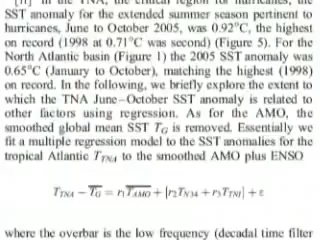 [11] In the TNA, the critical region for hurricanes, the
SST anomaly for the extended summer season pertinent to
hurricanes, June to October 2005, was 0.92°C, the highest
on record (1998 at 0.71°C was second) (Figure 5). For the
North Atlantic basin (Figure 1) the 2005 SST anomaly was
0.65°C (January to October), matching the highest (1998)
on record. In the following, we briefly explore the extent to
which the TNA June–October SST anomaly is related to
other factors using regression. As for the AMO, the
smoothed global mean SST T_G is removed. Essentially we
fit a multiple regression model to the SST anomalies for the
tropical Atlantic T_TNA to the smoothed AMO plus ENSO
T_TNA − \overline{T_G} = r₁\overline{T_AMO} + [r₂T_N34 + r₃T_TNI] + ε
where the overbar is the low frequency (decadal time filter